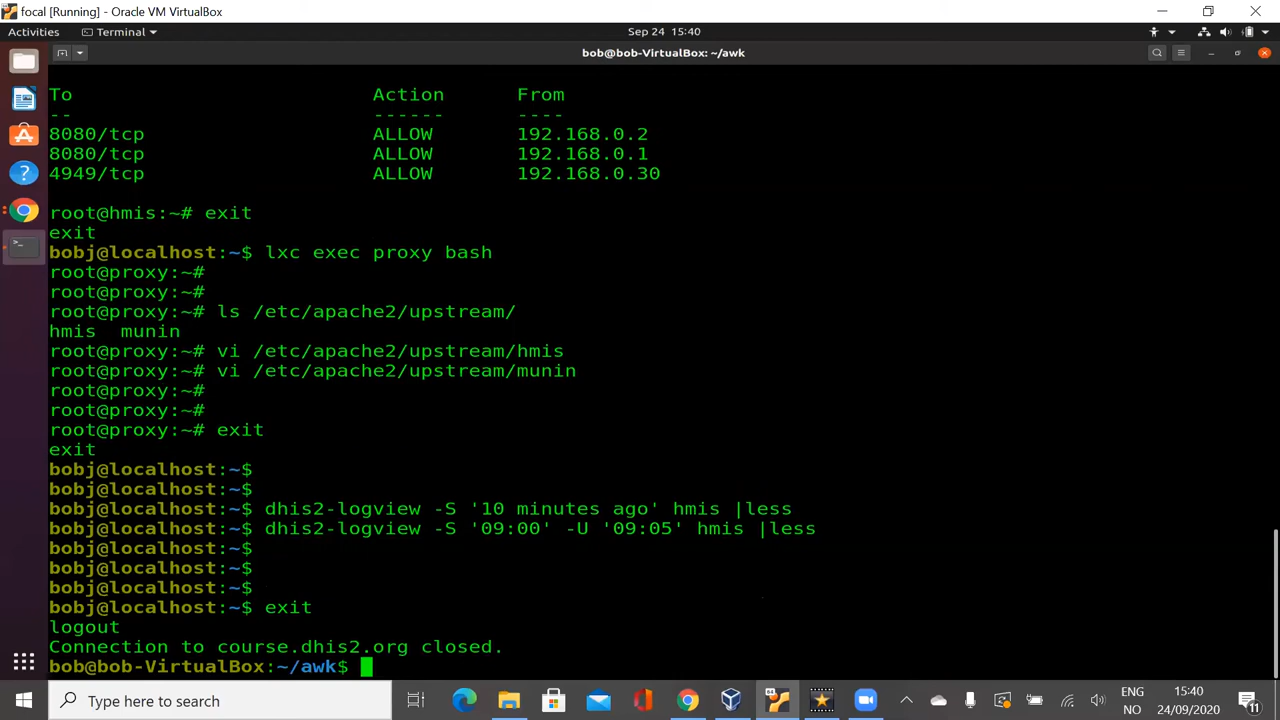 focal [Running] - Oracle VM VirtualBox
Activities Terminal Sep 24 15:40
bob@bob-VirtualBox: ~/awk
To Action From
-- ------ ----
8080/tcp ALLOW 192.168.0.2
8080/tcp ALLOW 192.168.0.1
4949/tcp ALLOW 192.168.0.30
root@hmis:~# exit
exit
bobj@localhost:~$ lxc exec proxy bash
root@proxy:~#
root@proxy:~#
root@proxy:~# ls /etc/apache2/upstream/
hmis munin
root@proxy:~# vi /etc/apache2/upstream/hmis
root@proxy:~# vi /etc/apache2/upstream/munin
root@proxy:~#
root@proxy:~#
root@proxy:~# exit
exit
bobj@localhost:~$
bobj@localhost:~$
bobj@localhost:~$ dhis2-logview -S '10 minutes ago' hmis |less
bobj@localhost:~$ dhis2-logview -S '09:00' -U '09:05' hmis |less
bobj@localhost:~$
bobj@localhost:~$
bobj@localhost:~$
bobj@localhost:~$ exit
logout
Connection to course.dhis2.org closed.
bob@bob-VirtualBox:~/awk$
Type here to search
ENG
NO
15:40
24/09/2020
11